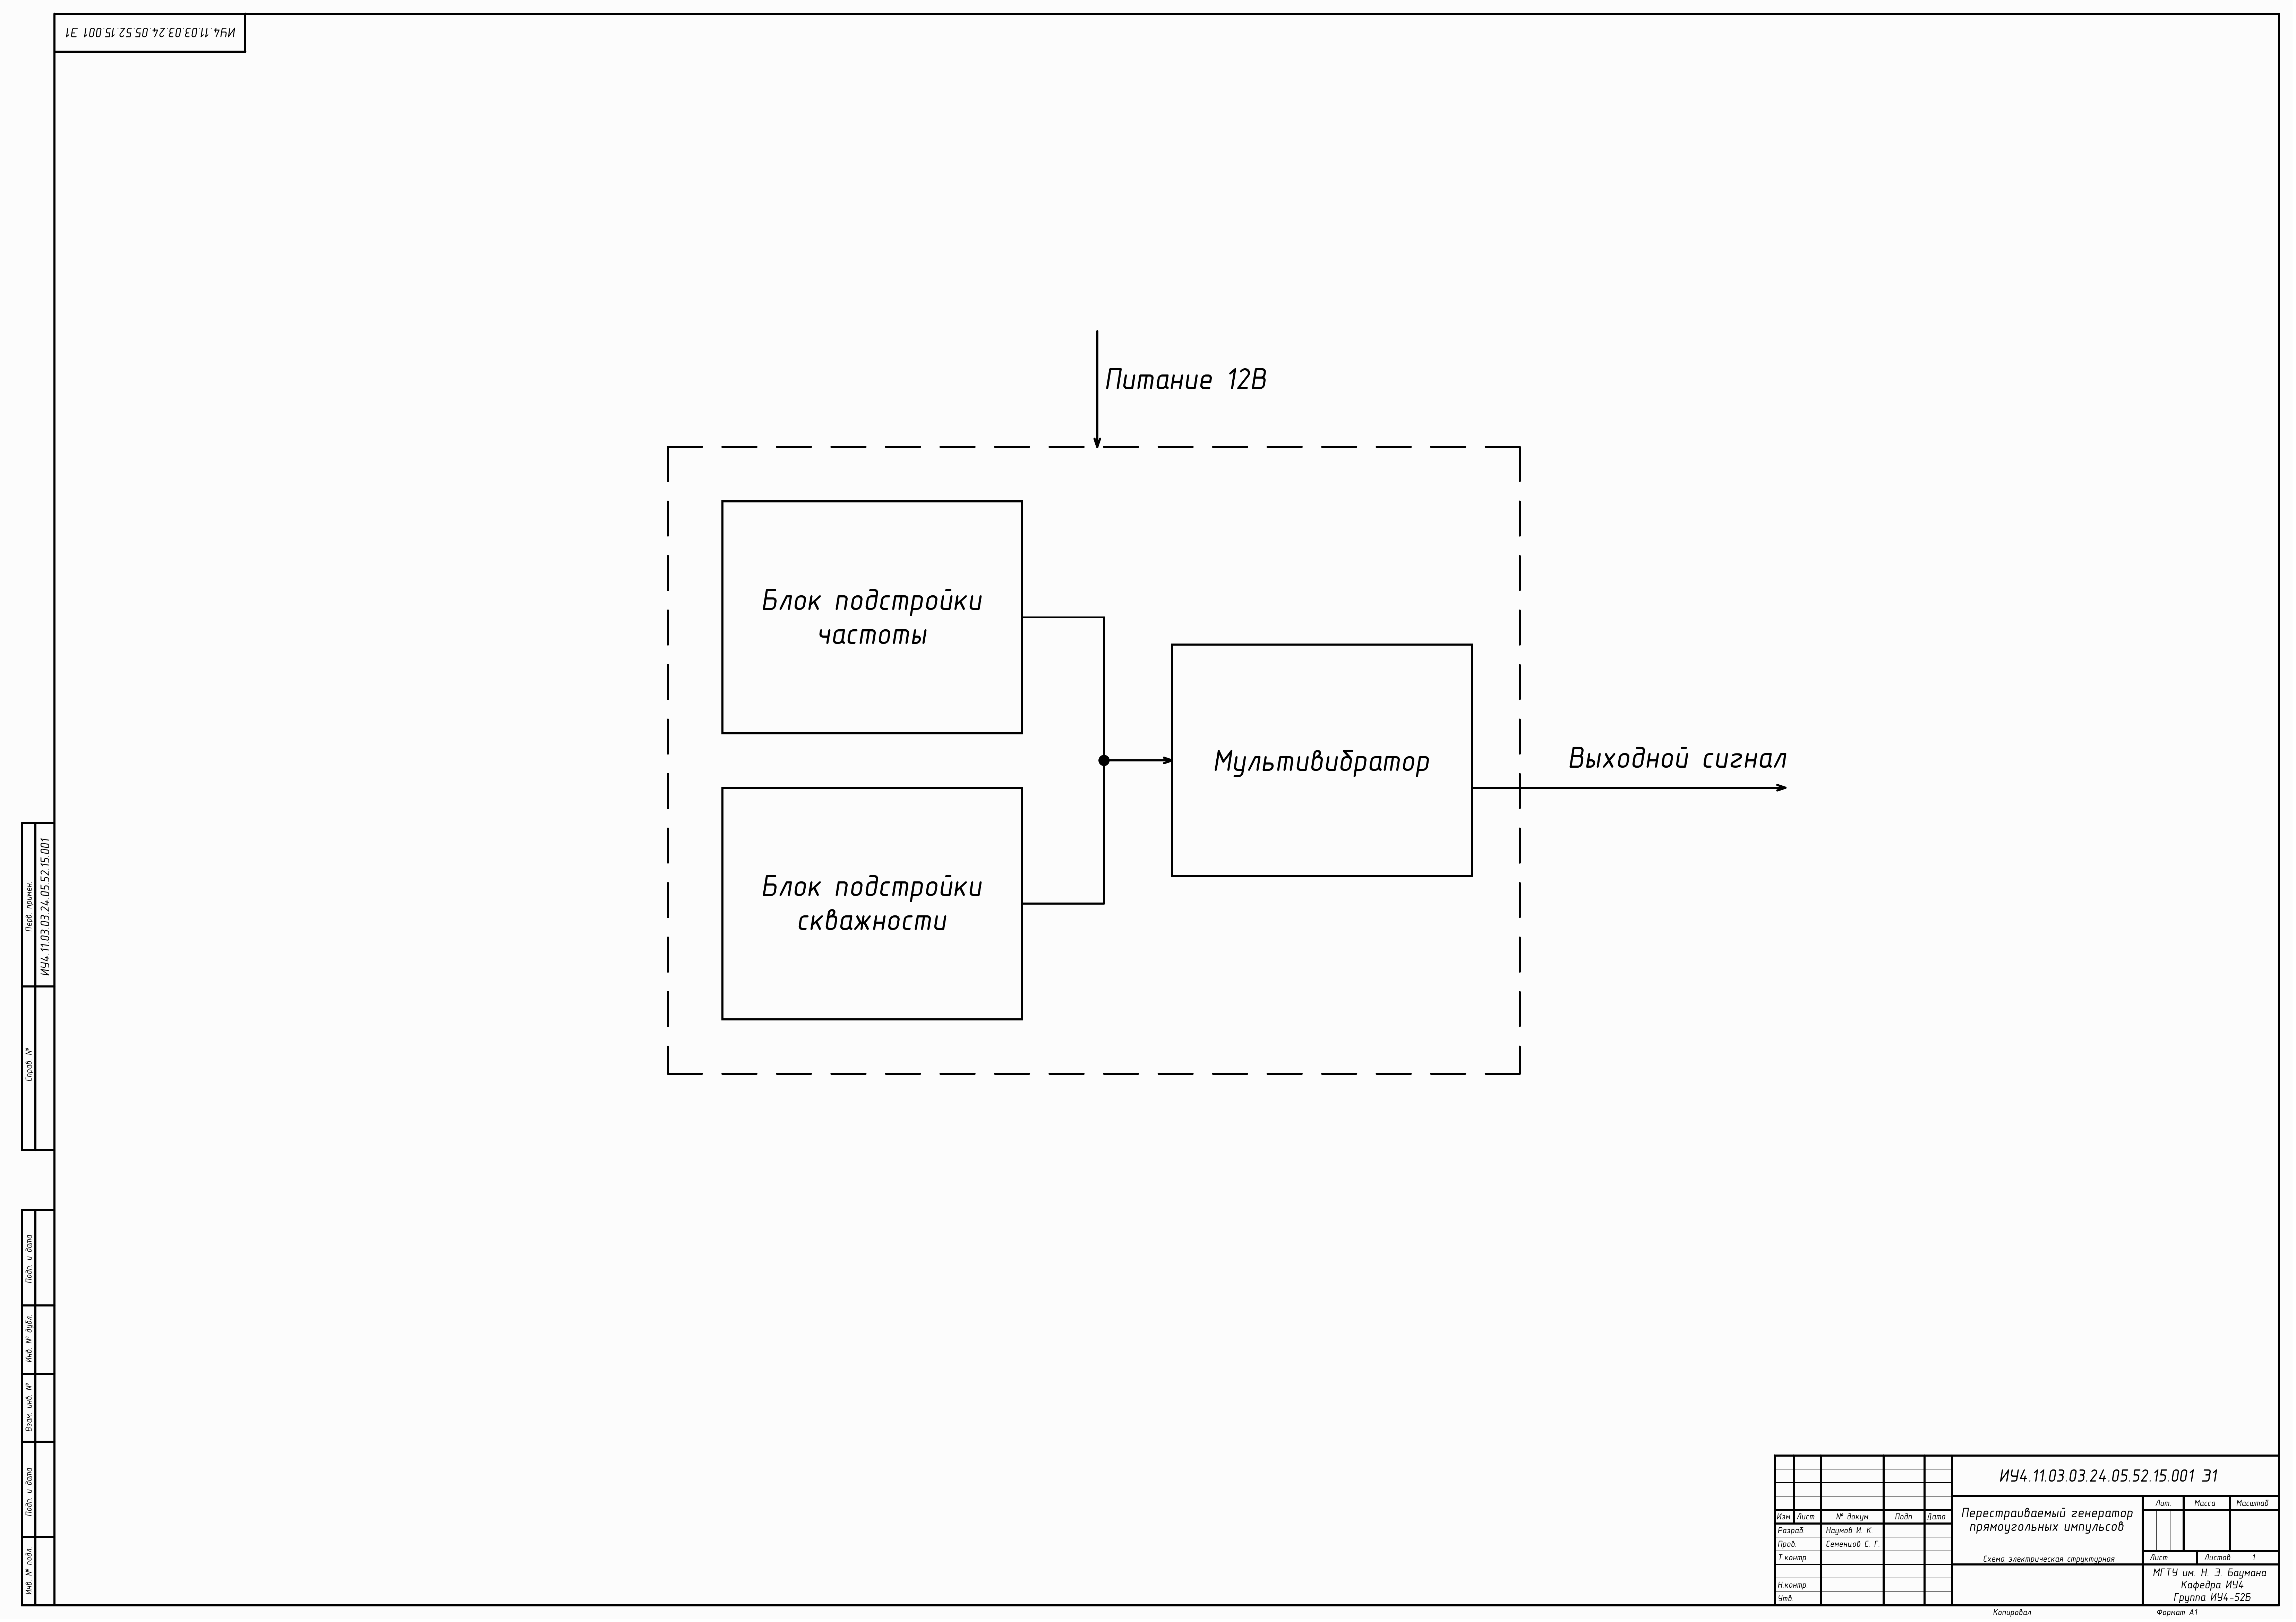 ИУ4.11.03.03.24.05.52.15.001 Э1
Питание 12В
Блок подстройки
частоты
Мультивибратор
Выходной сигнал
Блок подстройки
скважности
Перв. примен.
ИУ4.11.03.03.24.05.52.15.001
Справ. №
Подп. и дата
Инв. № дубл.
Взам. инв. №
Подп. и дата
Инв. № подл.
ИУ4.11.03.03.24.05.52.15.001 Э1
Изм. Лист № докум. Подп. Дата
Разраб. Наумов И. К.
Пров. Семенцов С. Г.
Т.контр.
Н.контр.
Утв.
Перестраиваемый генератор
прямоугольных импульсов
Схема электрическая структурная
Лит. Масса Масштаб
Лист Листов 1
МГТУ им. Н. Э. Баумана
Кафедра ИУ4
Группа ИУ4-52Б
Копировал Формат А1